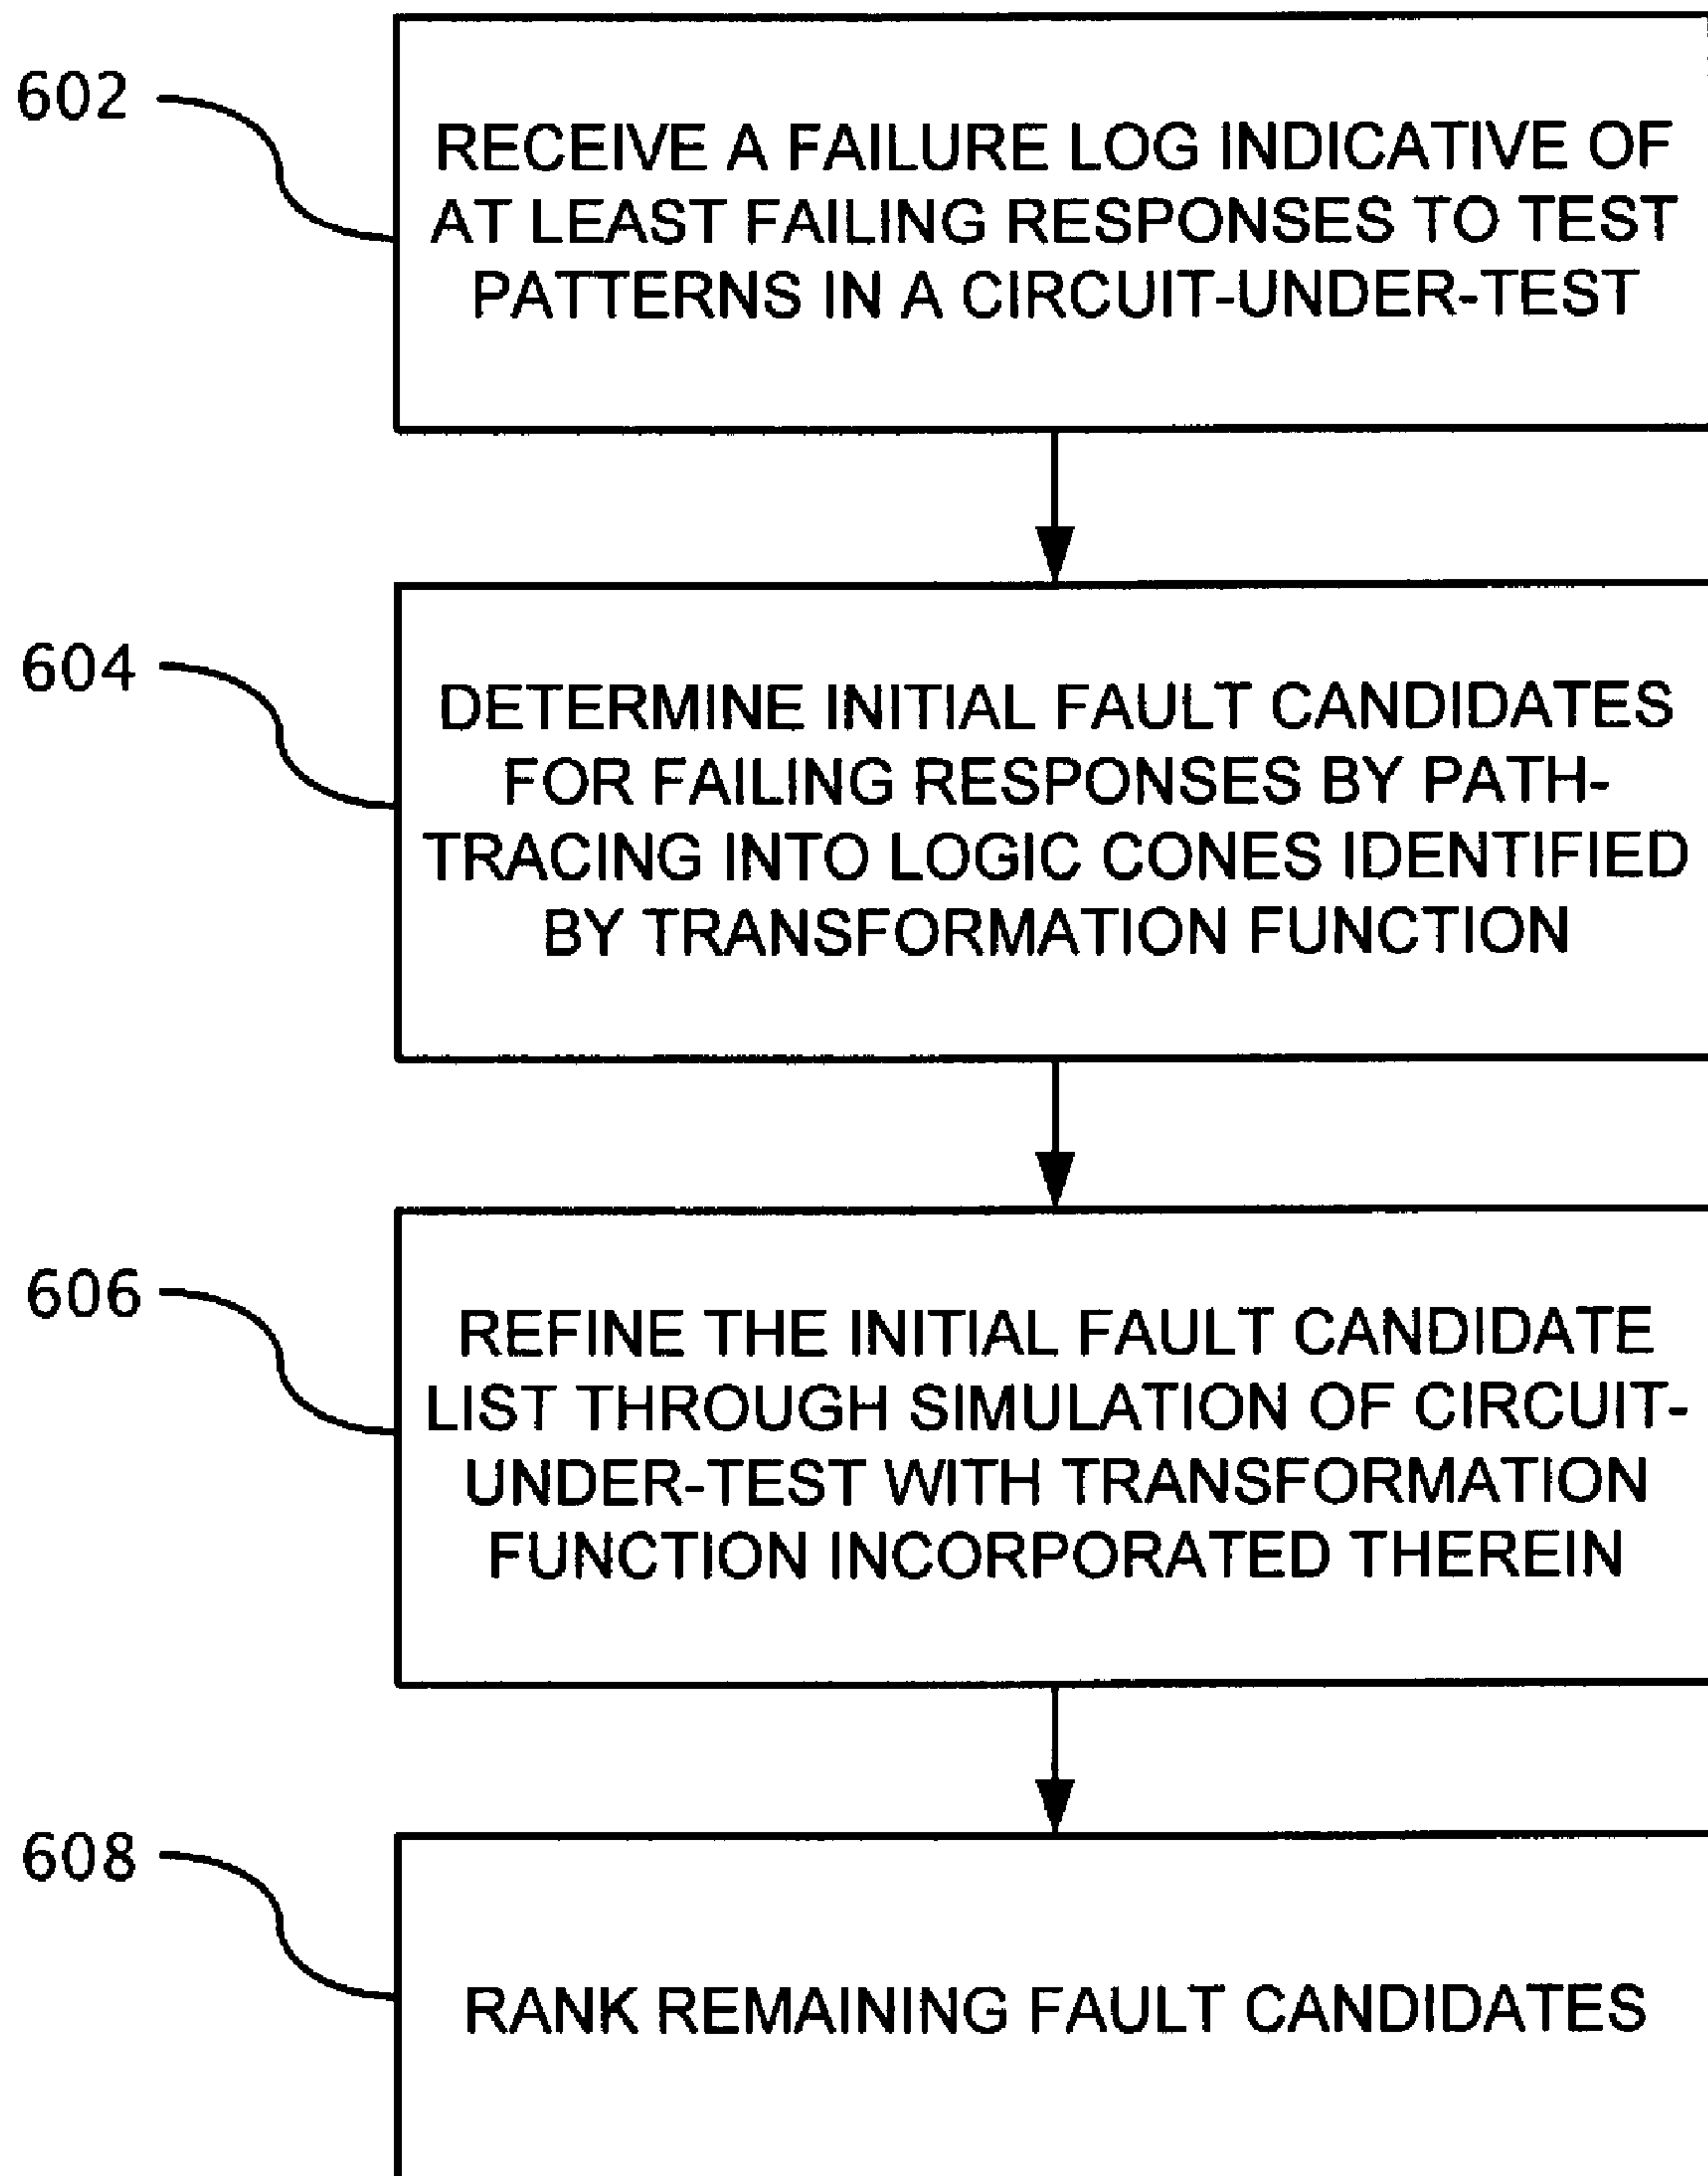 602
RECEIVE A FAILURE LOG INDICATIVE OF
AT LEAST FAILING RESPONSES TO TEST
PATTERNS IN A CIRCUIT-UNDER-TEST
604
DETERMINE INITIAL FAULT CANDIDATES
FOR FAILING RESPONSES BY PATH-
TRACING INTO LOGIC CONES IDENTIFIED
BY TRANSFORMATION FUNCTION
606
REFINE THE INITIAL FAULT CANDIDATE
LIST THROUGH SIMULATION OF CIRCUIT-
UNDER-TEST WITH TRANSFORMATION
FUNCTION INCORPORATED THEREIN
608
RANK REMAINING FAULT CANDIDATES